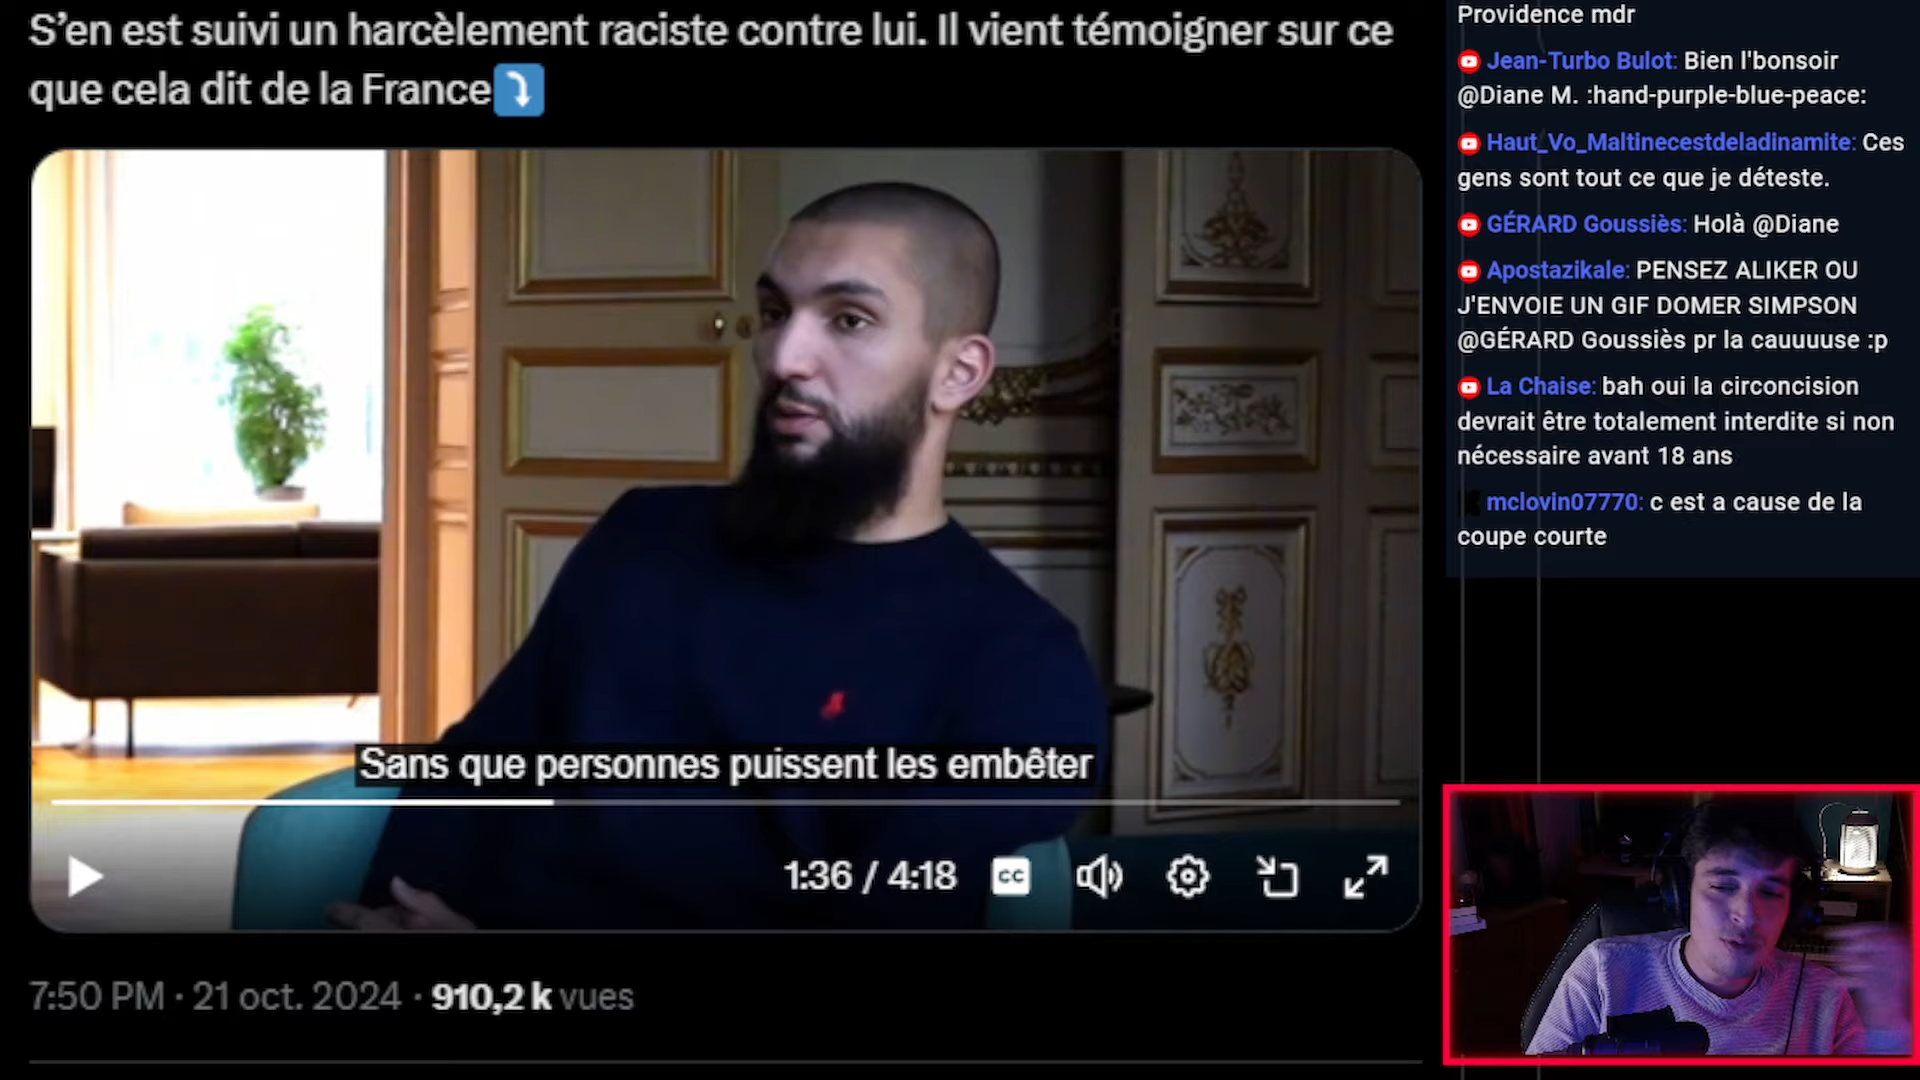 S'en est suivi un harcèlement raciste contre lui. Il vient témoigner sur ce
que cela dit de la France
Sans que personnes puissent les embêter
1:36 / 4:18
CC
7:50 PM · 21 oct. 2024 · 910,2 k vues
Providence mdr
Jean-Turbo Bulot: Bien l'bonsoir
@Diane M. :hand-purple-blue-peace:
Haut_Vo_Maltinecestdeladinamite: Ces
gens sont tout ce que je déteste.
GÉRARD Goussiès: Holà @Diane
Apostazikale: PENSEZ ALIKER OU
J'ENVOIE UN GIF DOMER SIMPSON
@GÉRARD Goussiès pr la cauuuuse :p
La Chaise: bah oui la circoncision
devrait être totalement interdite si non
nécessaire avant 18 ans
mclovin07770: c est a cause de la
coupe courte